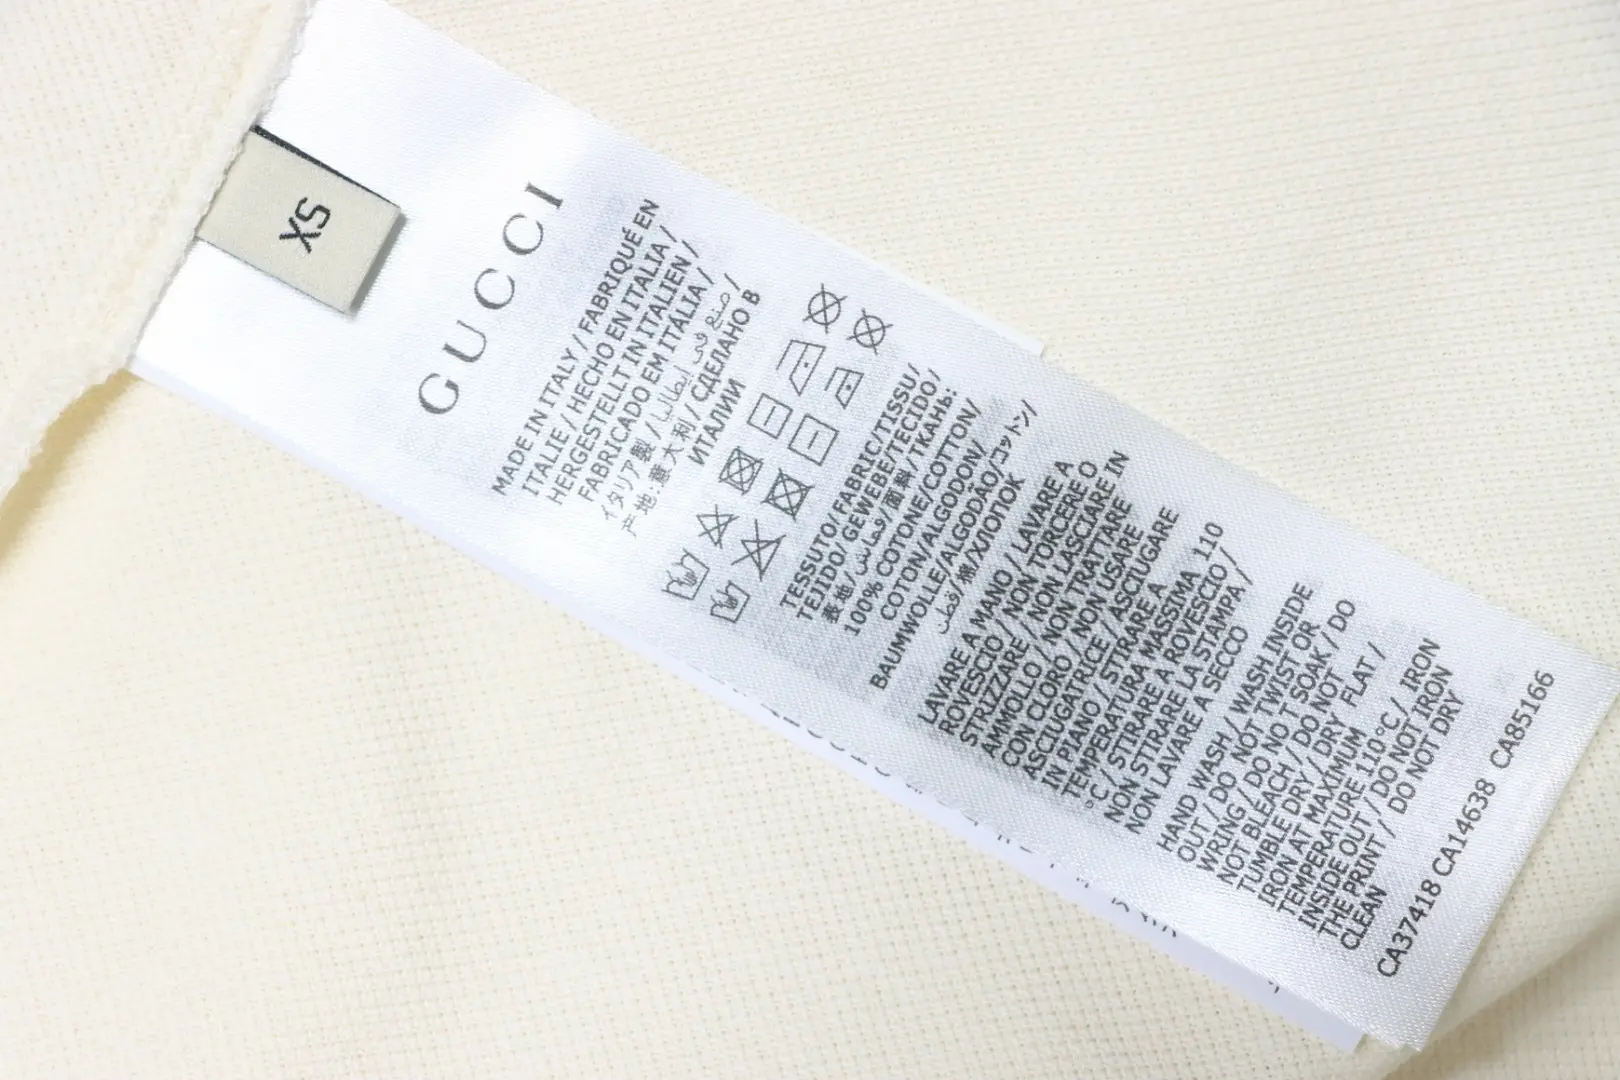 XS
GUCCI
MADE IN ITALY / FABRIQUÉ EN
ITALIE / HECHO EN ITALIA /
HERGESTELLT IN ITALIEN /
FABRICADO EM ITÁLIA /
イタリア製 / صنع في إيطاليا /
产地:意大利 / СДЕЛАНО В
ИТАЛИИ
TESSUTO/FABRIC/TISSU/
TEJIDO/GEWEBE/TECIDO/
表地/قماش/面料/ТКАНЬ:
100% COTONE/COTTON/
COTON/ALGODON/
BAUMWOLLE/ALGODÃO/コットン/
قطن/棉/ХЛОПОК
LAVARE A MANO / LAVARE A
ROVESCIO / NON TORCERE O
STRIZZARE / NON LASCIARE IN
AMMOLLO / NON TRATTARE
CON CLORO / NON USARE
ASCIUGATRICE / ASCIUGARE
IN PIANO / STIRARE A
TEMPERATURA MASSIMA 110
°C / STIRARE A ROVESCIO /
NON STIRARE LA STAMPA /
NON LAVARE A SECCO
HAND WASH / WASH INSIDE
OUT / DO NOT TWIST OR
WRING / DO NOT SOAK / DO
NOT BLEACH / DO NOT
TUMBLE DRY / DRY FLAT /
IRON AT MAXIMUM
TEMPERATURE 110°C / IRON
INSIDE OUT / DO NOT IRON
THE PRINT / DO NOT DRY
CLEAN
CA37418 CA14638 CA85166